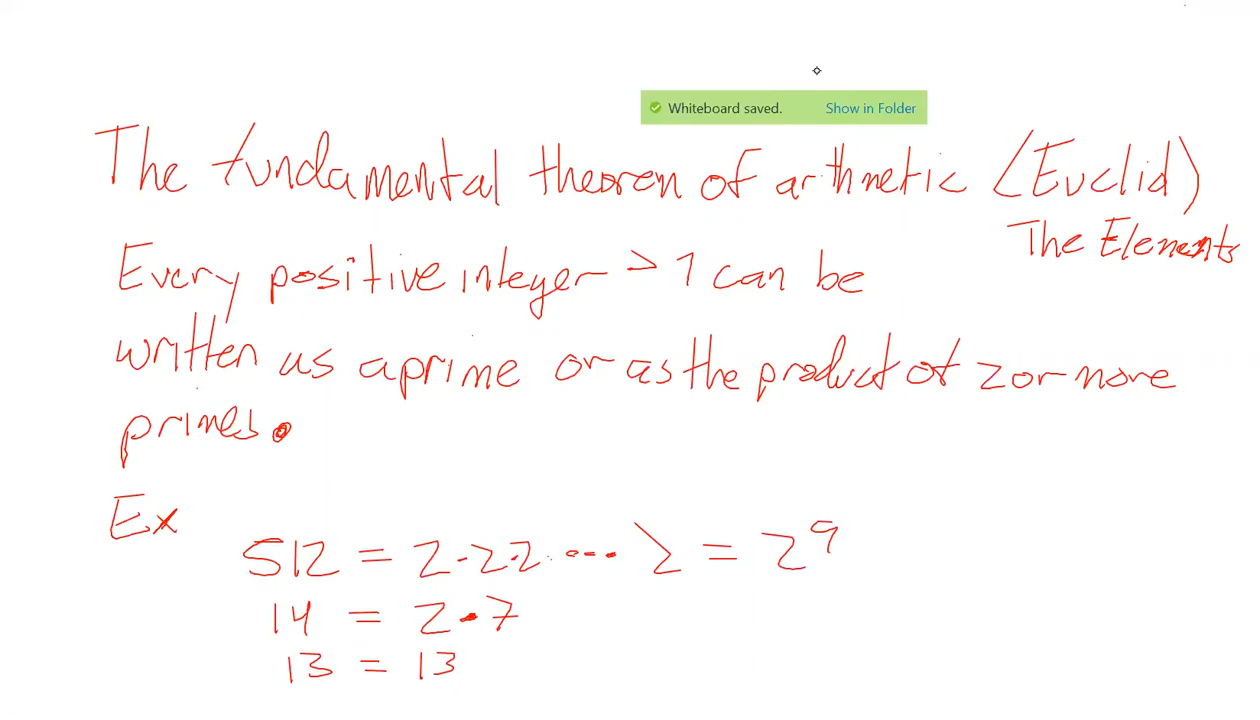 Whiteboard saved. Show in Folder
The fundamental theorem of arithmetic (Euclid)
The Elements
Every positive integer > 1 can be
written as a prime or as the product of 2 or more
primes.
Ex
512 = 2 · 2 · 2 · ··· 2 = 2⁹
14 = 2 · 7
13 = 13